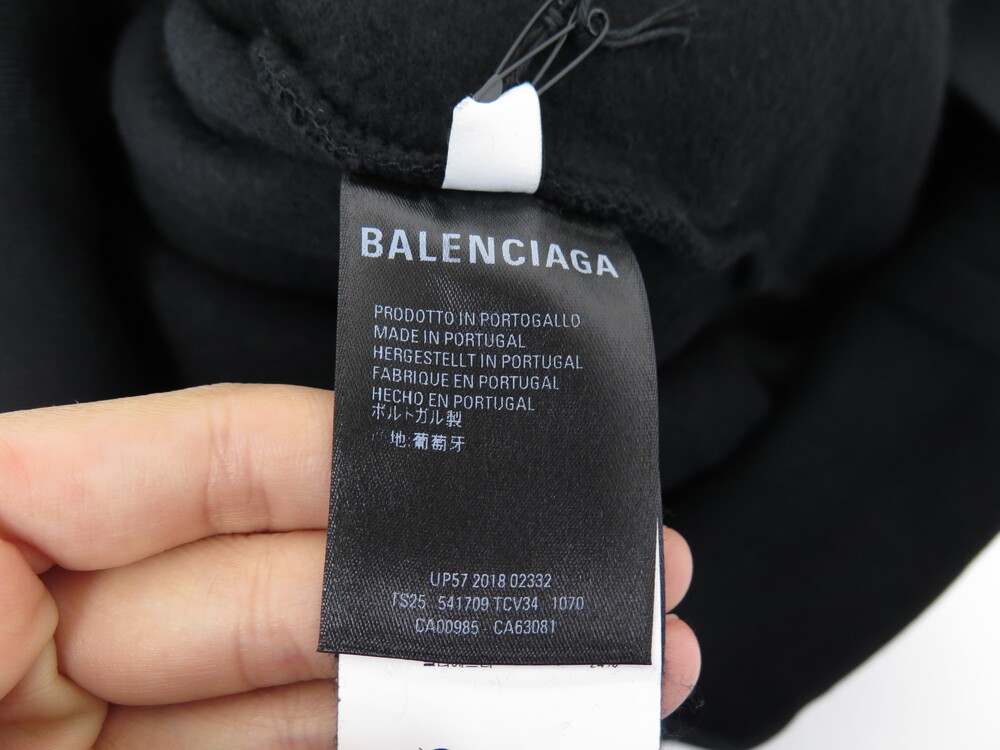 BALENCIAGA
PRODOTTO IN PORTOGALLO
MADE IN PORTUGAL
HERGESTELLT IN PORTUGAL
FABRIQUE EN PORTUGAL
HECHO EN PORTUGAL
ポルトガル製
地:葡萄牙
UP57 2018 02332
TS25 541709 TCV34 1070
CA00985 - CA63081